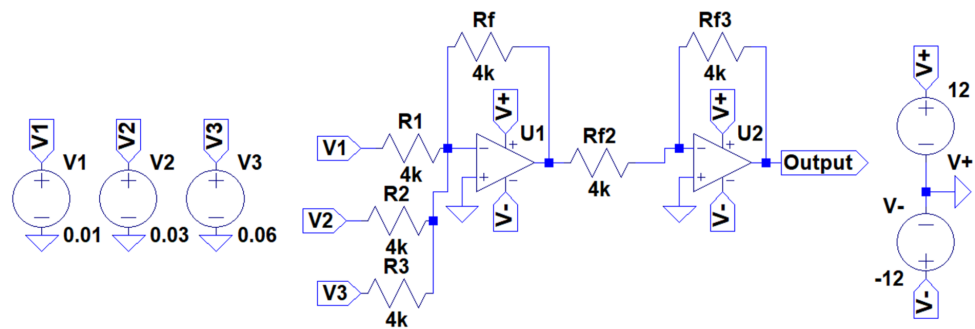 V1
V1
0.01
V2
V2
0.03
V3
V3
0.06
Rf
4k
V1
R1
4k
V2
R2
4k
V3
R3
4k
V+
U1
V-
Rf2
4k
Rf3
4k
V+
U2
V-
Output
V+
12
V+
V-
-12
V-